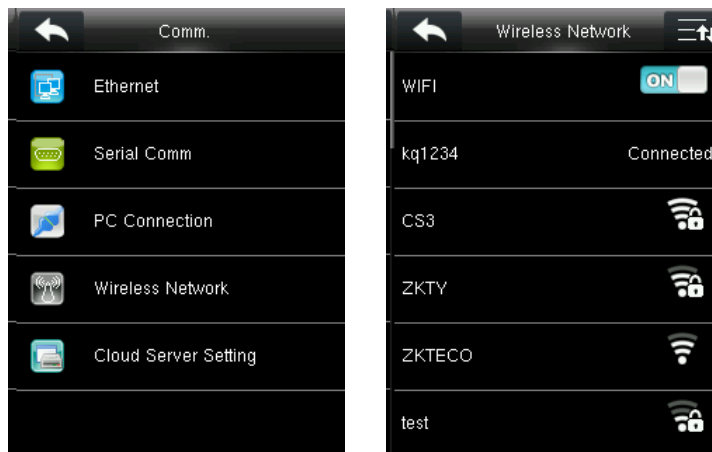 Comm.
Ethernet
Serial Comm
PC Connection
Wireless Network
Cloud Server Setting
Wireless Network
WIFI ON
kq1234 Connected
CS3
ZKTY
ZKTECO
test